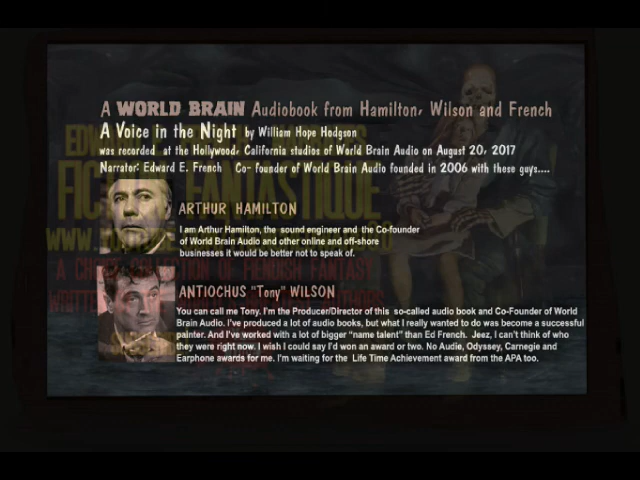 A WORLD BRAIN Audiobook from Hamilton, Wilson and French
A Voice in the Night by William Hope Hodgson
was recorded at the Hollywood, California studios of World Brain Audio on August 20, 2017
Narrator: Edward E. French Co- founder of World Brain Audio founded in 2006 with these guys....
ARTHUR HAMILTON
I am Arthur Hamilton, the sound engineer and the Co-founder
of World Brain Audio and other online and off-shore
businesses it would be better not to speak of.
ANTIOCHUS "Tony" WILSON
You can call me Tony. I'm the Producer/Director of this so-called audio book and Co-Founder of World
Brain Audio. I've produced a lot of audio books, but what I really wanted to do was become a successful
painter. And I've worked with a lot of bigger "name talent" than Ed French. Jeez, I can't think of who
they were right now. I wish I could say I'd won an award or two. No Audie, Odyssey, Carnegie and
Earphone awards for me. I'm waiting for the Life Time Achievement award from the APA too.
FANTASTIQUE
www.